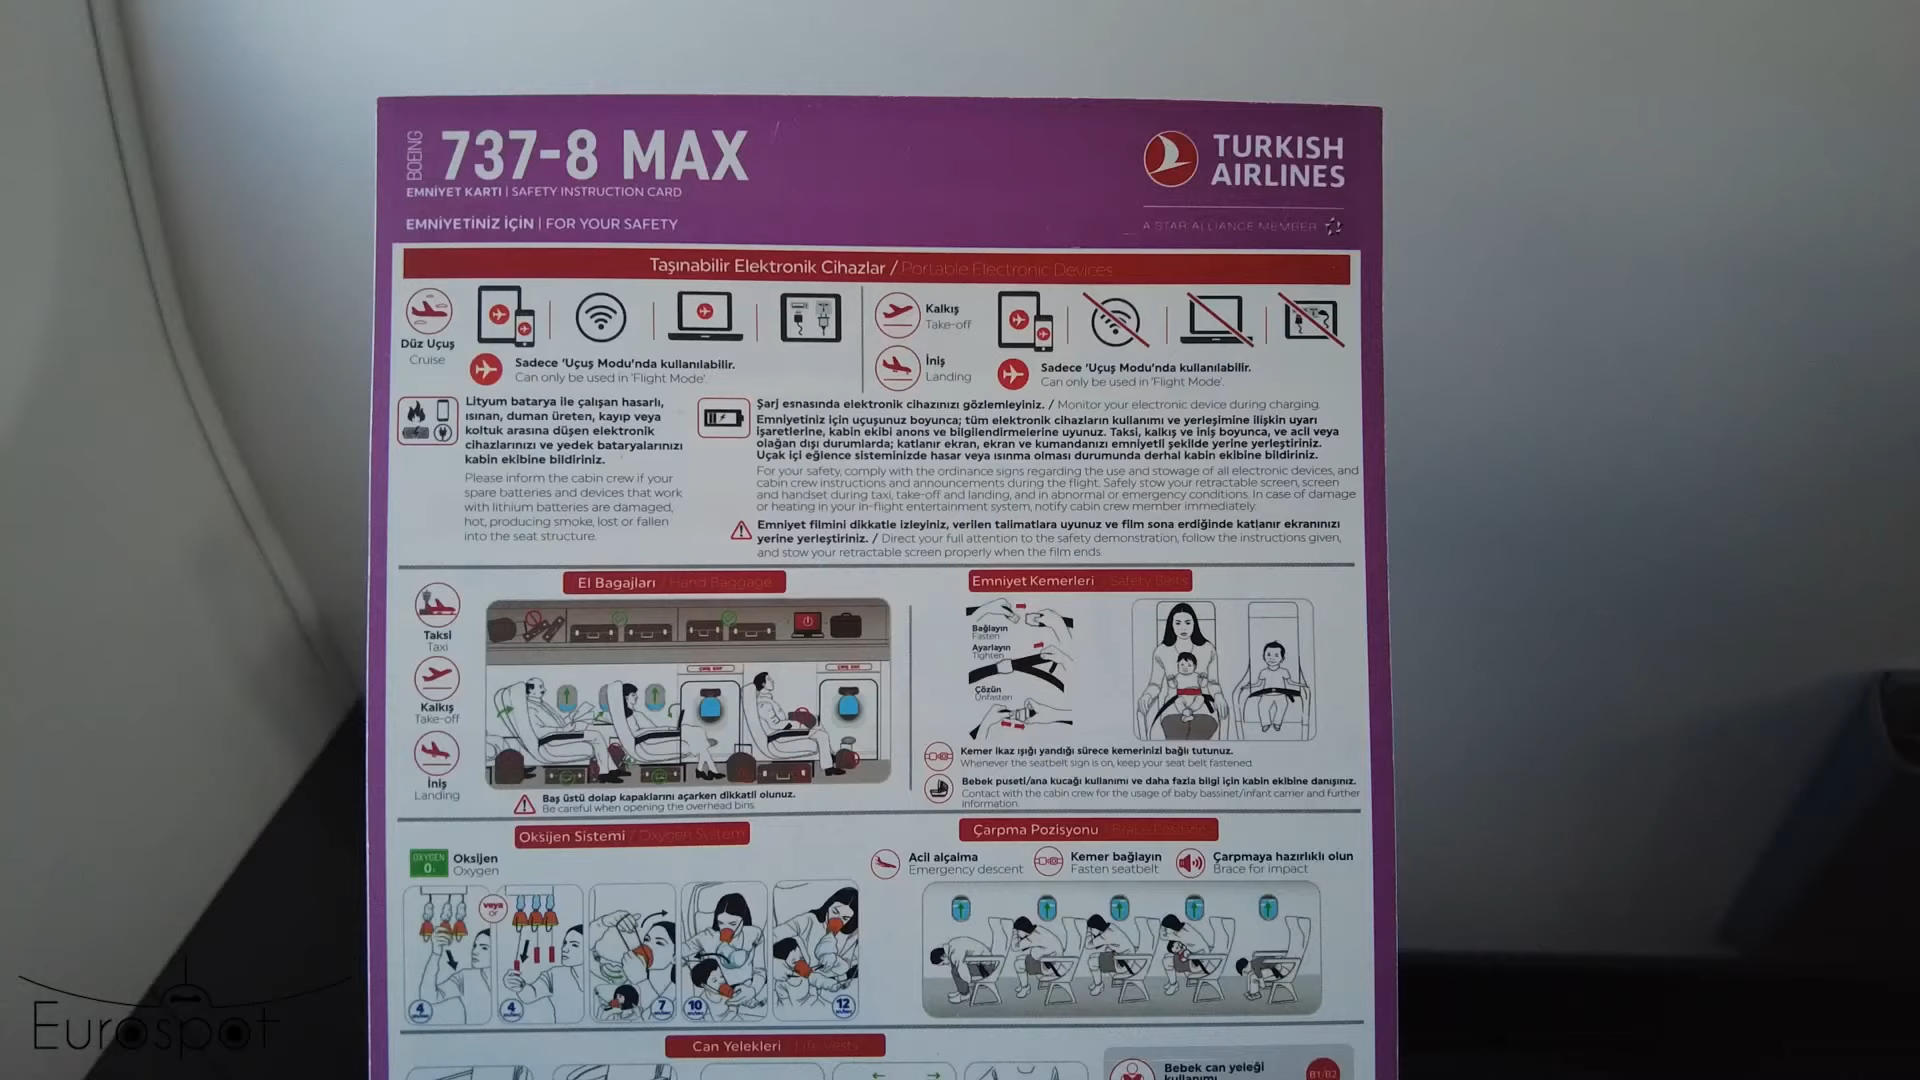 BOEING
737-8 MAX
TURKISH
AIRLINES
EMNİYET KARTI | SAFETY INSTRUCTION CARD
EMNİYETİNİZ İÇİN | FOR YOUR SAFETY
A STAR ALLIANCE MEMBER
Taşınabilir Elektronik Cihazlar / Portable Electronic Devices
Düz Uçuş
Cruise
Sadece 'Uçuş Modu'nda kullanılabilir.
Can only be used in 'Flight Mode'.
Kalkış
Take-off
İniş
Landing
Sadece 'Uçuş Modu'nda kullanılabilir.
Can only be used in 'Flight Mode'.
Lityum batarya ile çalışan hasarlı,
ısınan, duman üreten, kayıp veya
koltuk arasına düşen elektronik
cihazlarınızı ve yedek bataryalarınızı
kabin ekibine bildiriniz.
Please inform the cabin crew if your
spare batteries and devices that work
with lithium batteries are damaged,
hot, producing smoke, lost or fallen
into the seat structure.
Şarj esnasında elektronik cihazınızı gözlemleyiniz. / Monitor your electronic device during charging.
Emniyetiniz için uçuşunuz boyunca; tüm elektronik cihazların kullanımı ve yerleşimine ilişkin uyarı
işaretlerine, kabin ekibi anons ve bilgilendirmelerine uyunuz. Taksi, kalkış ve iniş boyunca, ve acil veya
olağan dışı durumlarda; katlanır ekran, ekran ve kumandanızı emniyetli şekilde yerine yerleştiriniz.
Uçak içi eğlence sisteminizde hasar veya ısınma olması durumunda derhal kabin ekibine bildiriniz.
For your safety, comply with the ordinance signs regarding the use and stowage of all electronic devices, and
cabin crew instructions and announcements during the flight. Safely stow your retractable screen, screen
and handset during taxi, take-off and landing, and in abnormal or emergency conditions. In case of damage
or heating in your in-flight entertainment system, notify cabin crew member immediately.
Emniyet filmini dikkatle izleyiniz, verilen talimatlara uyunuz ve film sona erdiğinde katlanır ekranınızı
yerine yerleştiriniz. / Direct your full attention to the safety demonstration, follow the instructions given,
and stow your retractable screen properly when the film ends.
El Bagajları / Hand Baggage
Taksi
Taxi
Kalkış
Take-off
İniş
Landing
Baş üstü dolap kapaklarını açarken dikkatli olunuz.
Be careful when opening the overhead bins.
Emniyet Kemerleri / Safety Belts
Bağlayın
Fasten
Ayarlayın
Tighten
Çözün
Unfasten
Kemer ikaz ışığı yandığı sürece kemerinizi bağlı tutunuz.
Whenever the seatbelt sign is on, keep your seat belt fastened.
Bebek puseti/ana kucağı kullanımı ve daha fazla bilgi için kabin ekibine danışınız.
Contact with the cabin crew for the usage of baby bassinet/infant carrier and further
information.
Oksijen Sistemi / Oxygen System
OXYGEN
Oksijen
Oxygen
veya
or
4
4
7
10
12
Çarpma Pozisyonu / Brace Position
Acil alçalma
Emergency descent
Kemer bağlayın
Fasten seatbelt
Çarpmaya hazırlıklı olun
Brace for impact
Can Yelekleri / Life Vests
Bebek can yeleği
kullanımı
B1/B2
Eurospot